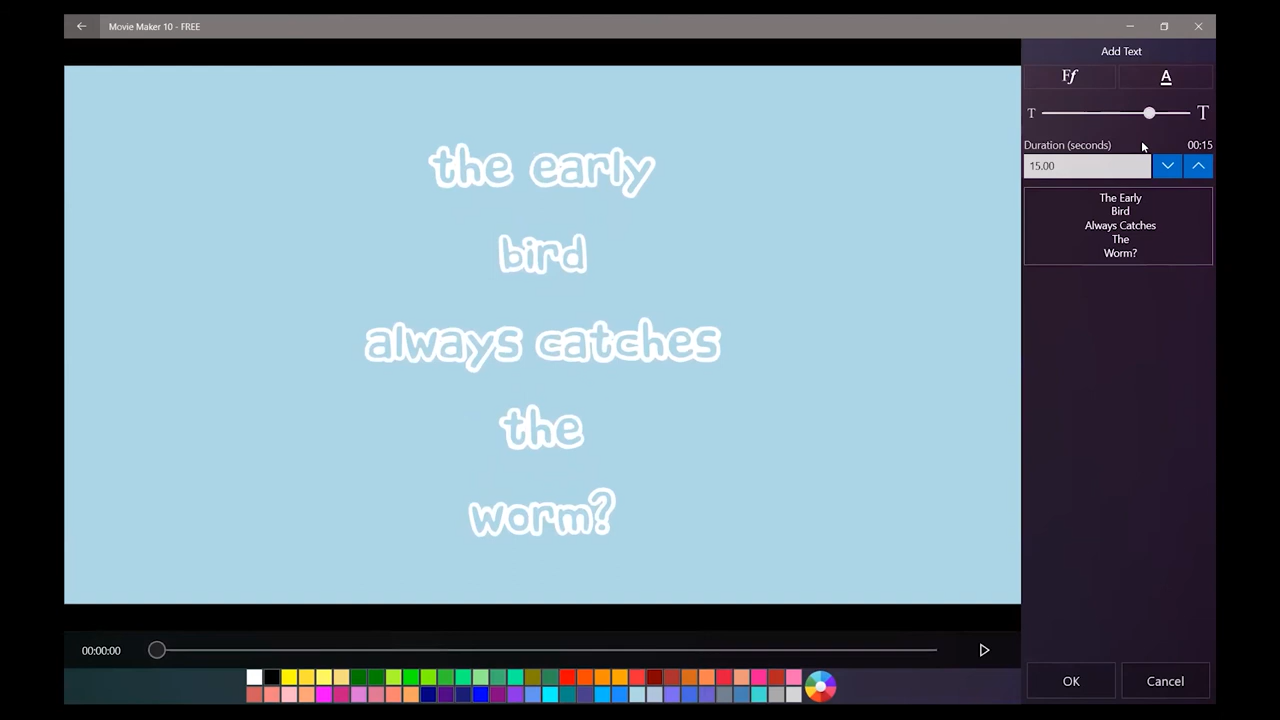 Movie Maker 10 - FREE
Add Text
Ff A
T T
Duration (seconds) 00:15
15.00
The Early
Bird
Always Catches
The
Worm?
the early
bird
always catches
the
worm?
00:00:00
OK Cancel